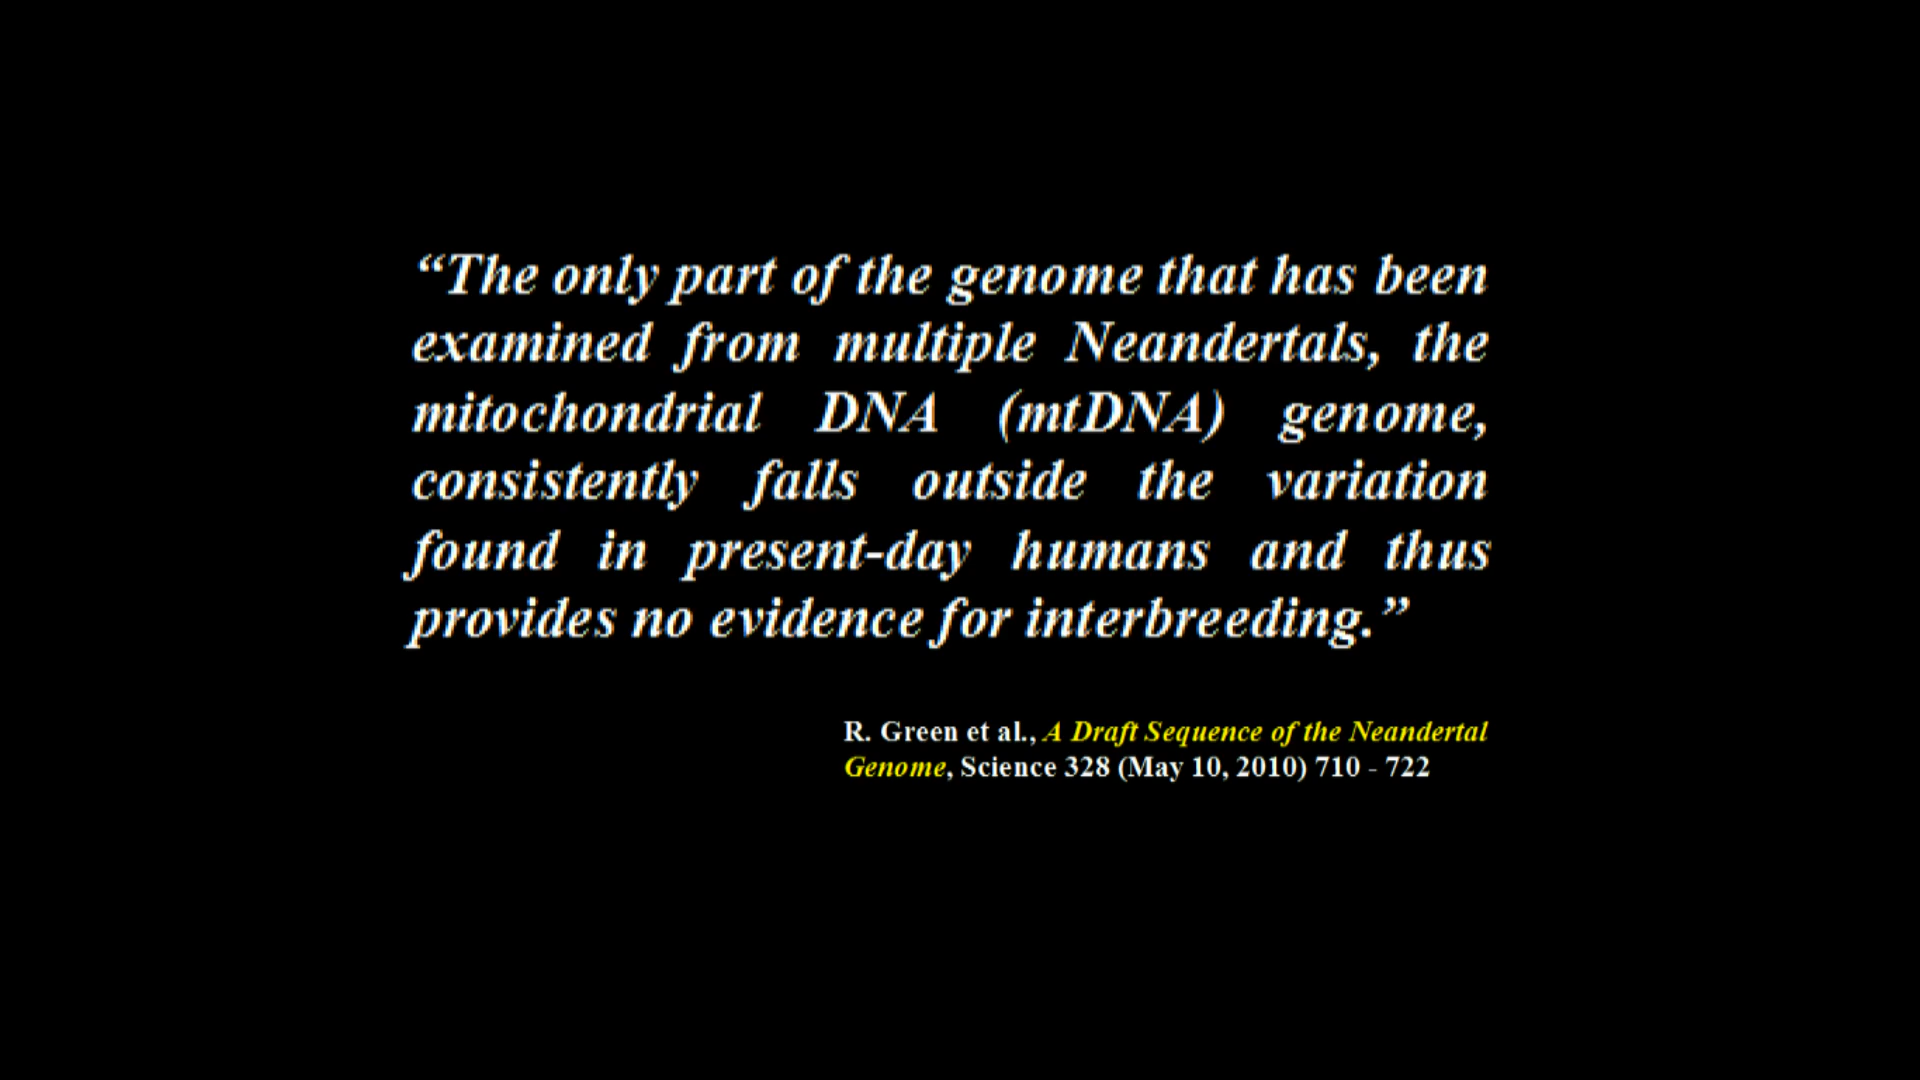 “The only part of the genome that has been
examined from multiple Neandertals, the
mitochondrial DNA (mtDNA) genome,
consistently falls outside the variation
found in present-day humans and thus
provides no evidence for interbreeding.”
R. Green et al., A Draft Sequence of the Neandertal
Genome, Science 328 (May 10, 2010) 710 - 722